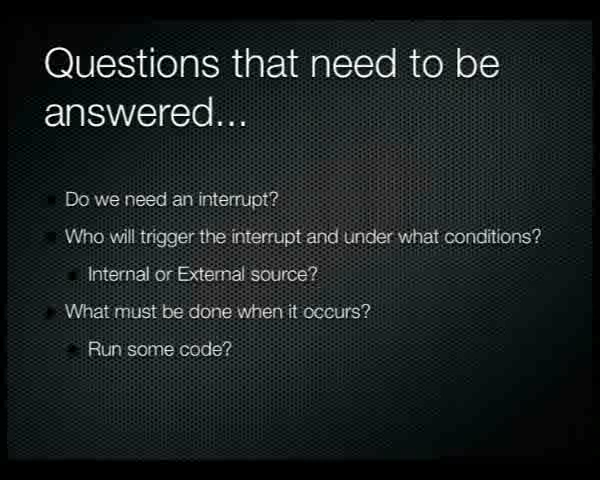 Questions that need to be
answered...
Do we need an interrupt?
Who will trigger the interrupt and under what conditions?
Internal or External source?
What must be done when it occurs?
Run some code?